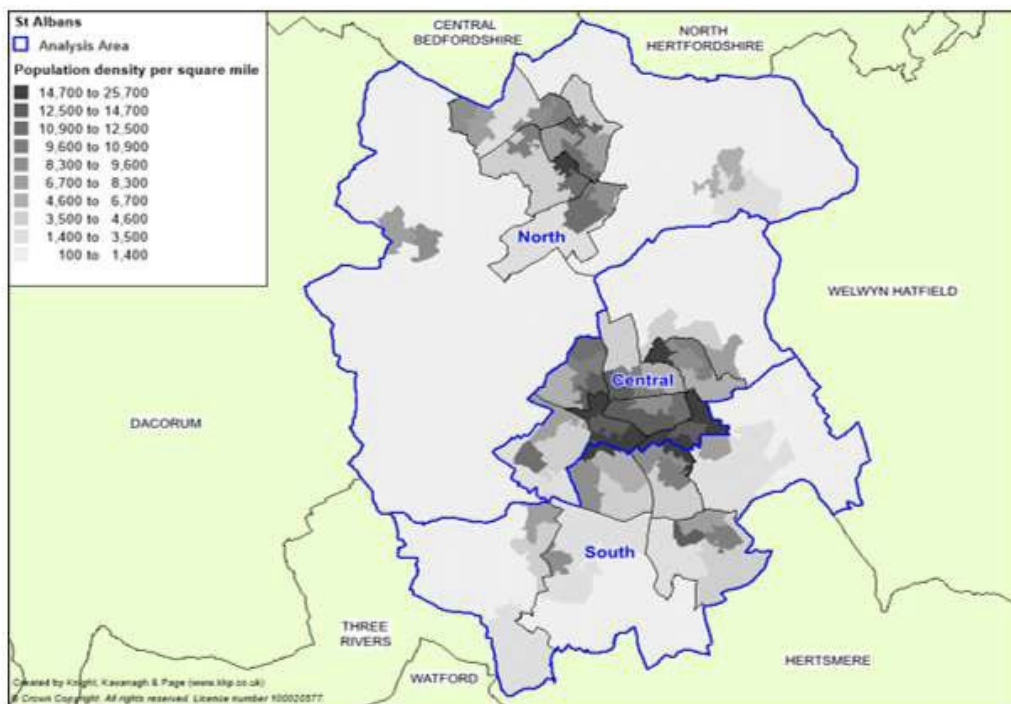 St Albans
Analysis Area
Population density per square mile
14,700 to 25,700
12,500 to 14,700
10,900 to 12,500
9,600 to 10,900
8,300 to 9,600
6,700 to 8,300
4,600 to 6,700
3,500 to 4,600
1,400 to 3,500
100 to 1,400
CENTRAL
BEDFORDSHIRE
NORTH
HERTFORDSHIRE
North
WELWYN HATFIELD
Central
DACORUM
South
THREE
RIVERS
HERTSMERE
WATFORD
Created by Knight, Kavanagh & Page (www.kkp.co.uk)
© Crown Copyright. All rights reserved. Licence number 100020577.